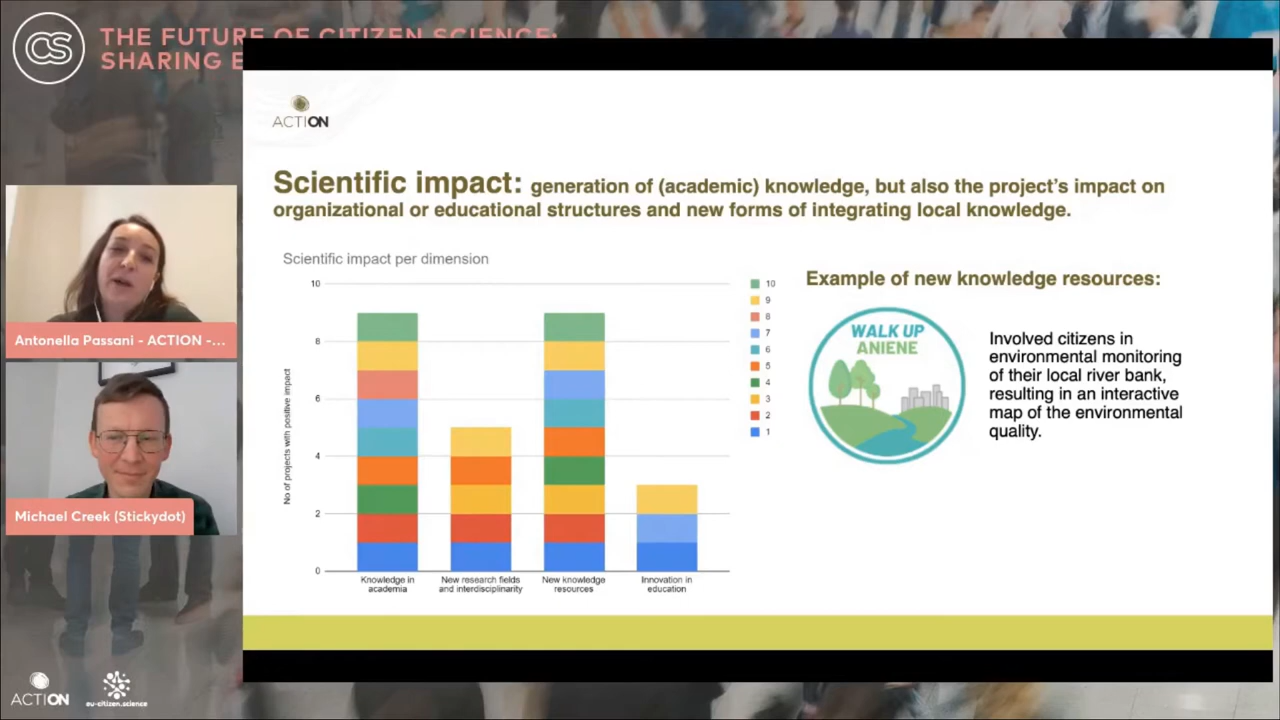 THE FUTURE OF CITIZEN SCIENCE:
SHARING E
CS
ACTION
Scientific impact: generation of (academic) knowledge, but also the project's impact on
organizational or educational structures and new forms of integrating local knowledge.
Scientific impact per dimension
No of projects with positive impact
10
8
6
4
2
0
Knowledge in
academia
New research fields
and interdisciplinarity
New knowledge
resources
Innovation in
education
10
9
8
7
6
5
4
3
2
1
Example of new knowledge resources:
WALK UP
ANIENE
Involved citizens in
environmental monitoring
of their local river bank,
resulting in an interactive
map of the environmental
quality.
Antonella Passani - ACTION -...
Michael Creek (Stickydot)
ACTION
eu-citizen.science